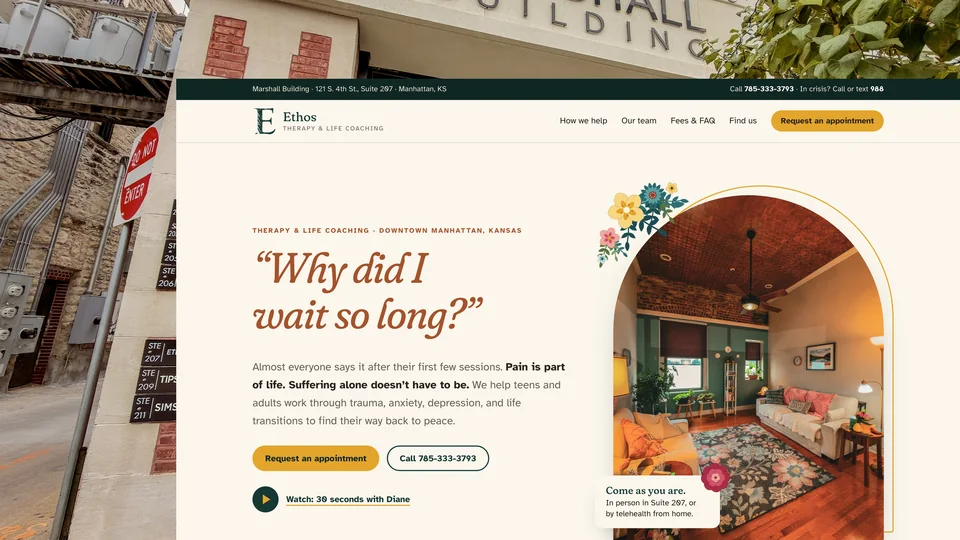 SHALL
BUILDING
DO NOT
ENTER
STE
206
STE
207
STE
209
TIPS
STE
211
SIMS
Marshall Building · 121 S. 4th St., Suite 207 · Manhattan, KS
Call 785-333-3793 · In crisis? Call or text 988
E Ethos
THERAPY & LIFE COACHING
How we help
Our team
Fees & FAQ
Find us
Request an appointment
THERAPY & LIFE COACHING · DOWNTOWN MANHATTAN, KANSAS
“Why did I
wait so long?”
Almost everyone says it after their first few sessions. Pain is part
of life. Suffering alone doesn’t have to be. We help teens and
adults work through trauma, anxiety, depression, and life
transitions to find their way back to peace.
Request an appointment
Call 785-333-3793
Watch: 30 seconds with Diane
Come as you are.
In person in Suite 207, or
by telehealth from home.